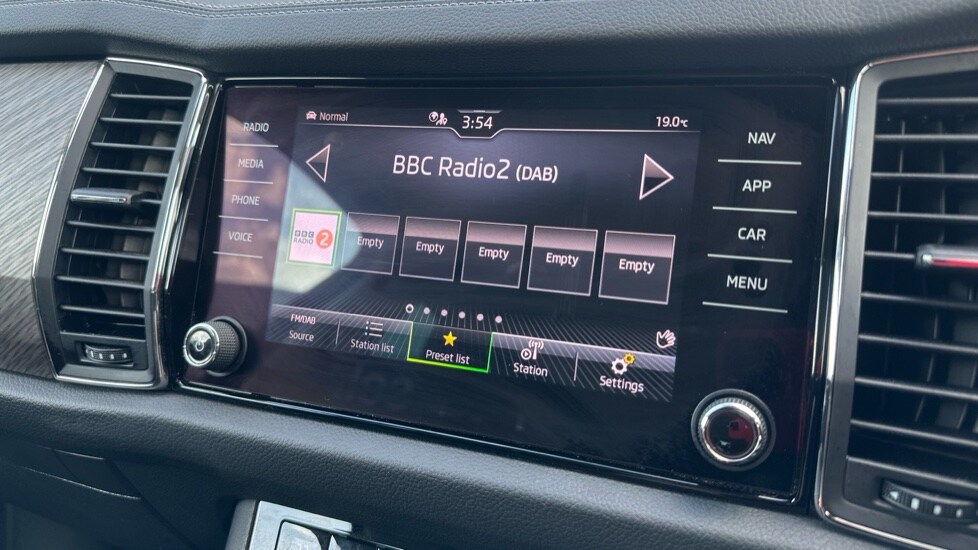 RADIO
MEDIA
PHONE
VOICE
Normal
3:54
19.0°C
BBC Radio2 (DAB)
BBC
RADIO 2
Empty
Empty
Empty
Empty
Empty
FM/DAB
Source
Station list
Preset list
Station
Settings
NAV
APP
CAR
MENU